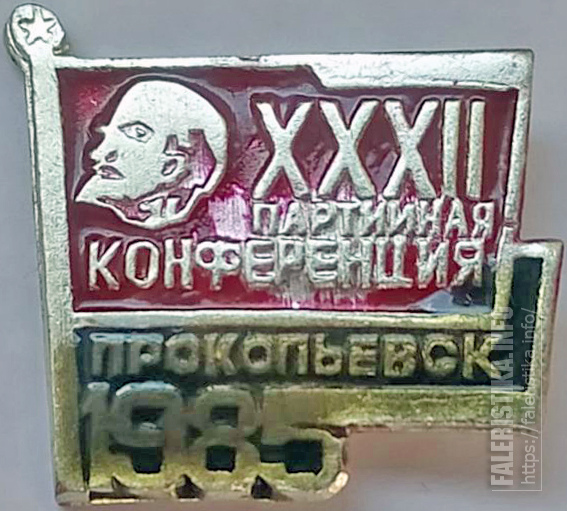 XXXII
ПАРТИЙНАЯ
КОНФЕРЕНЦИЯ
ПРОКОПЬЕВСК
1985
FALERISTIKA.INFO
https://faleristika.info/